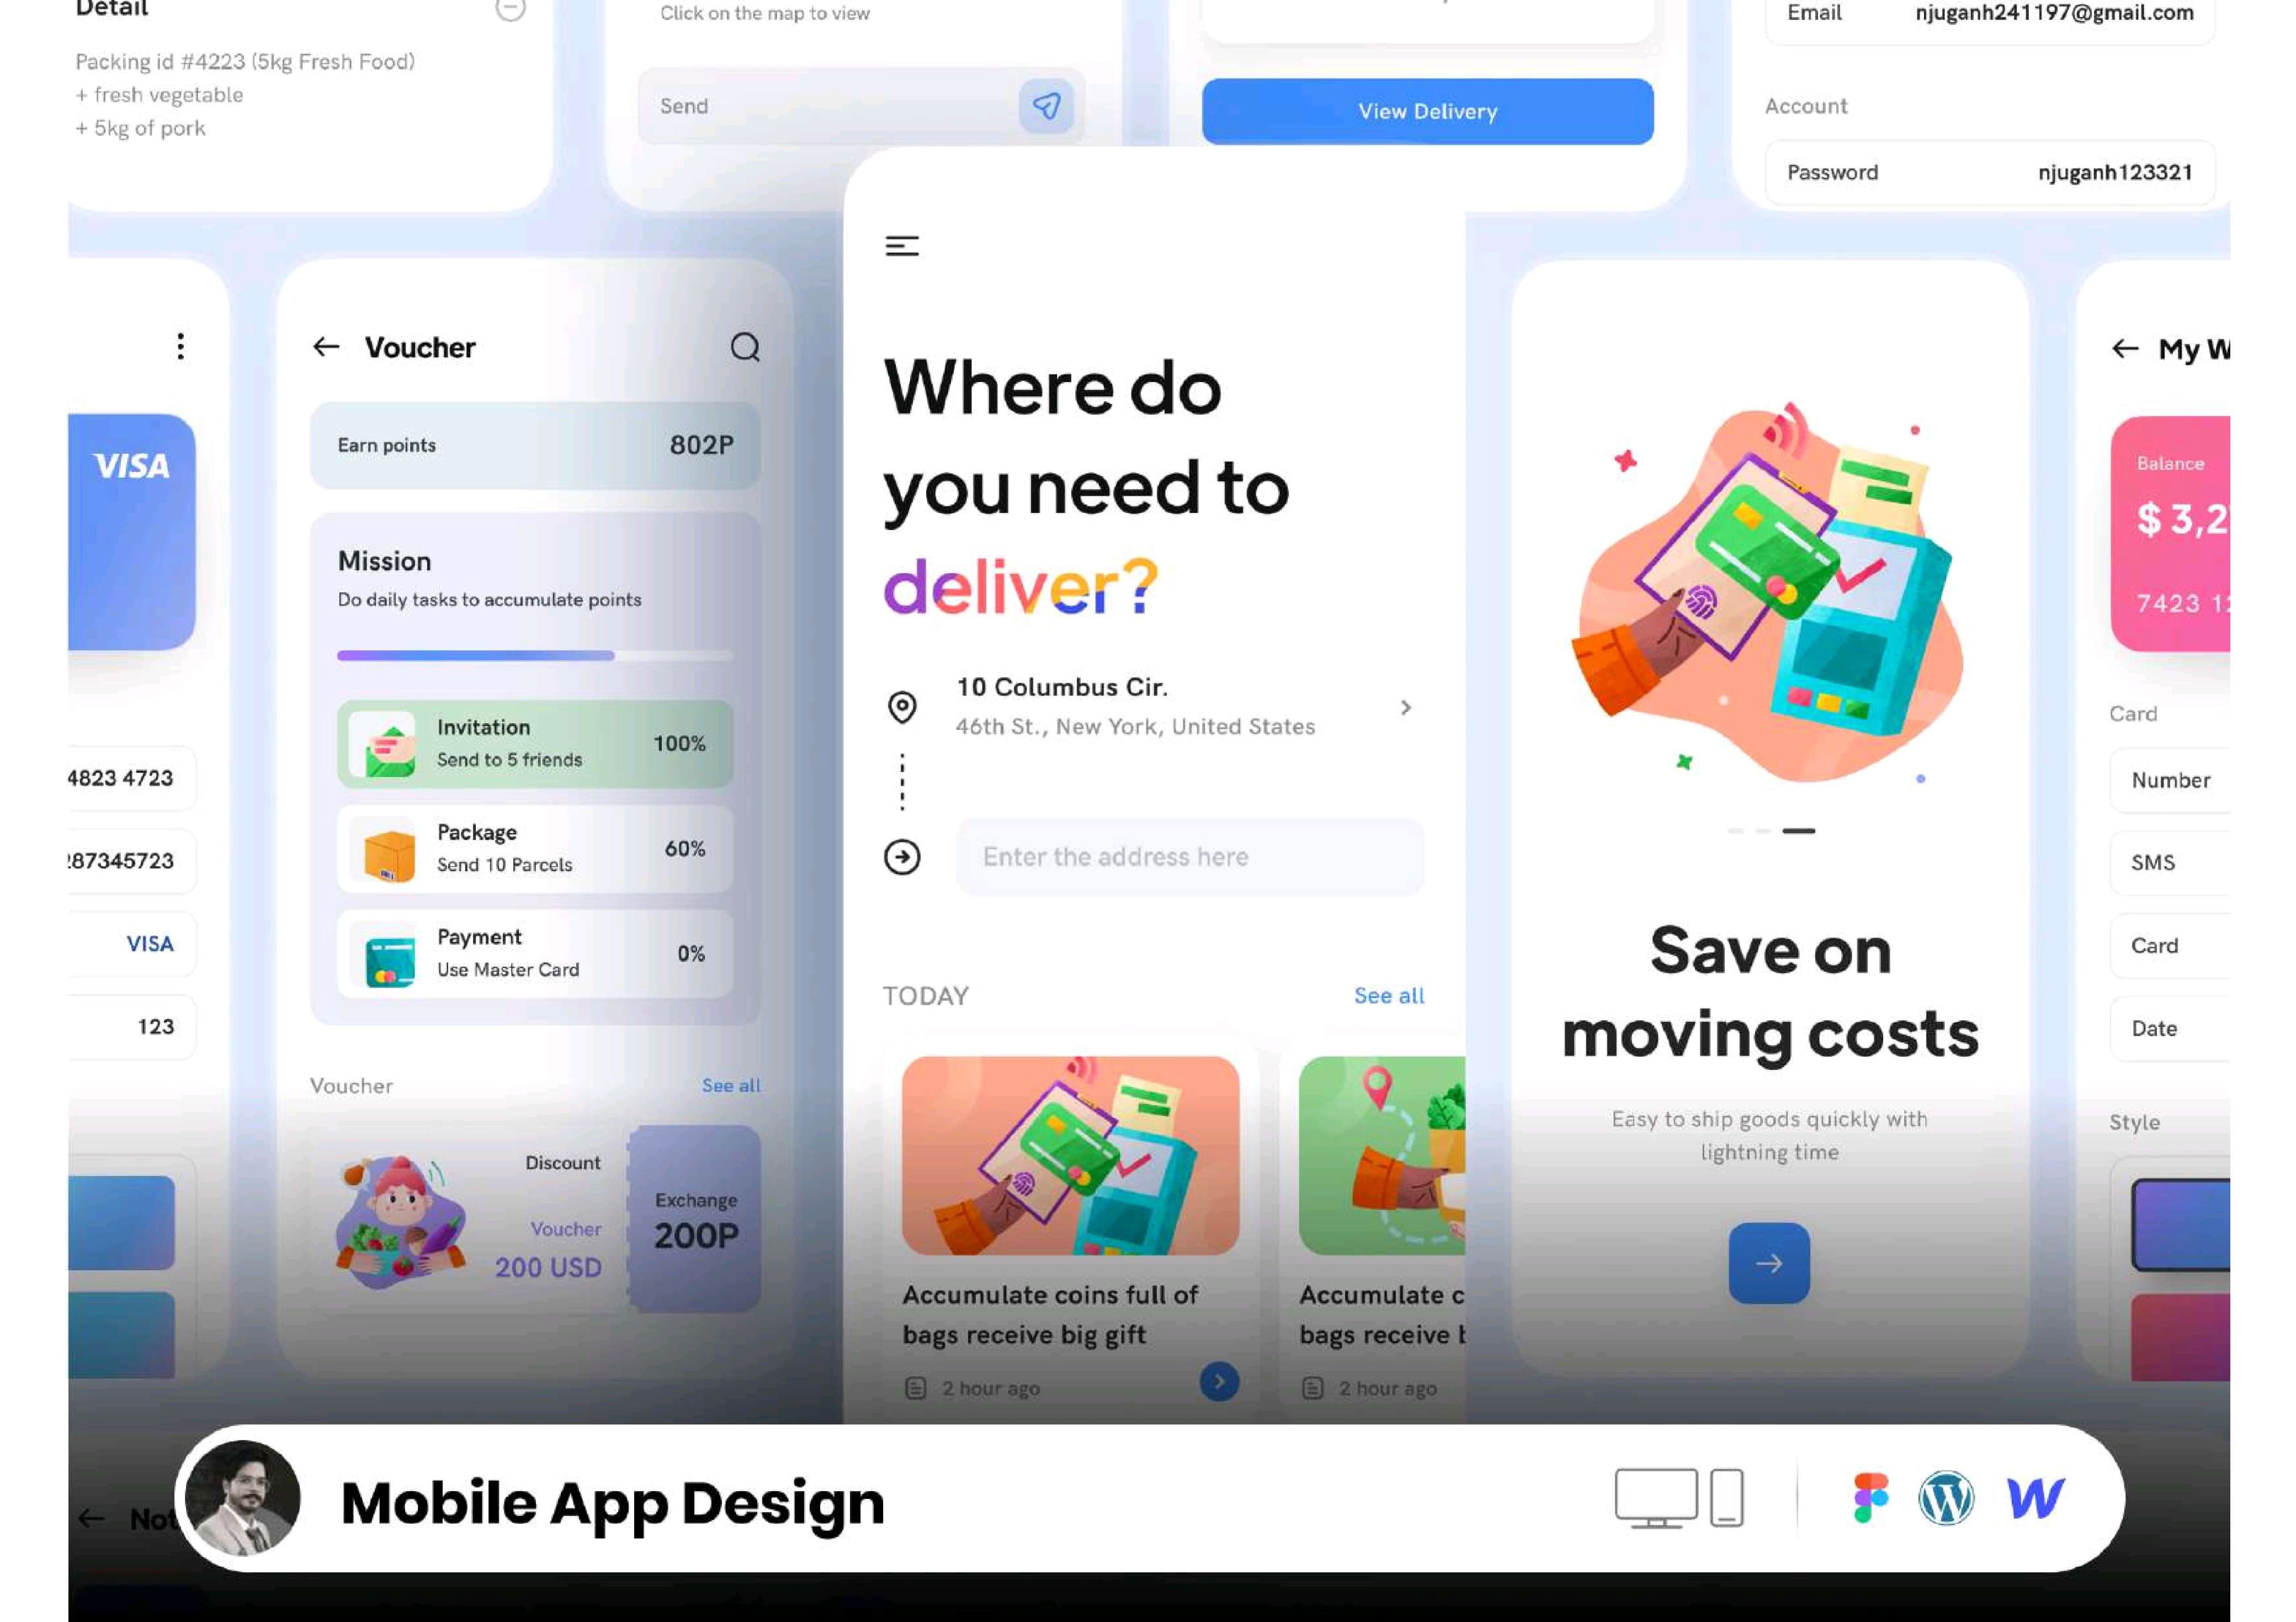 Detail
Packing id #4223 (5kg Fresh Food)
+ fresh vegetable
+ 5kg of pork
Click on the map to view
Send
View Delivery
Email njuganh241197@gmail.com
Account
Password njuganh123321
VISA
4823 4723
287345723
VISA
123
Voucher
Earn points 802P
Mission
Do daily tasks to accumulate points
Invitation
Send to 5 friends
100%
Package
Send 10 Parcels
60%
Payment
Use Master Card
0%
Voucher See all
Discount
Voucher
200 USD
Exchange
200P
Where do
you need to
deliver?
10 Columbus Cir.
46th St., New York, United States
Enter the address here
TODAY See all
Accumulate coins full of
bags receive big gift
2 hour ago
Accumulate c
bags receive
2 hour ago
Save on
moving costs
Easy to ship goods quickly with
lightning time
My W
Balance
$ 3,2
7423
Card
Number
SMS
Card
Date
Style
Not
Mobile App Design